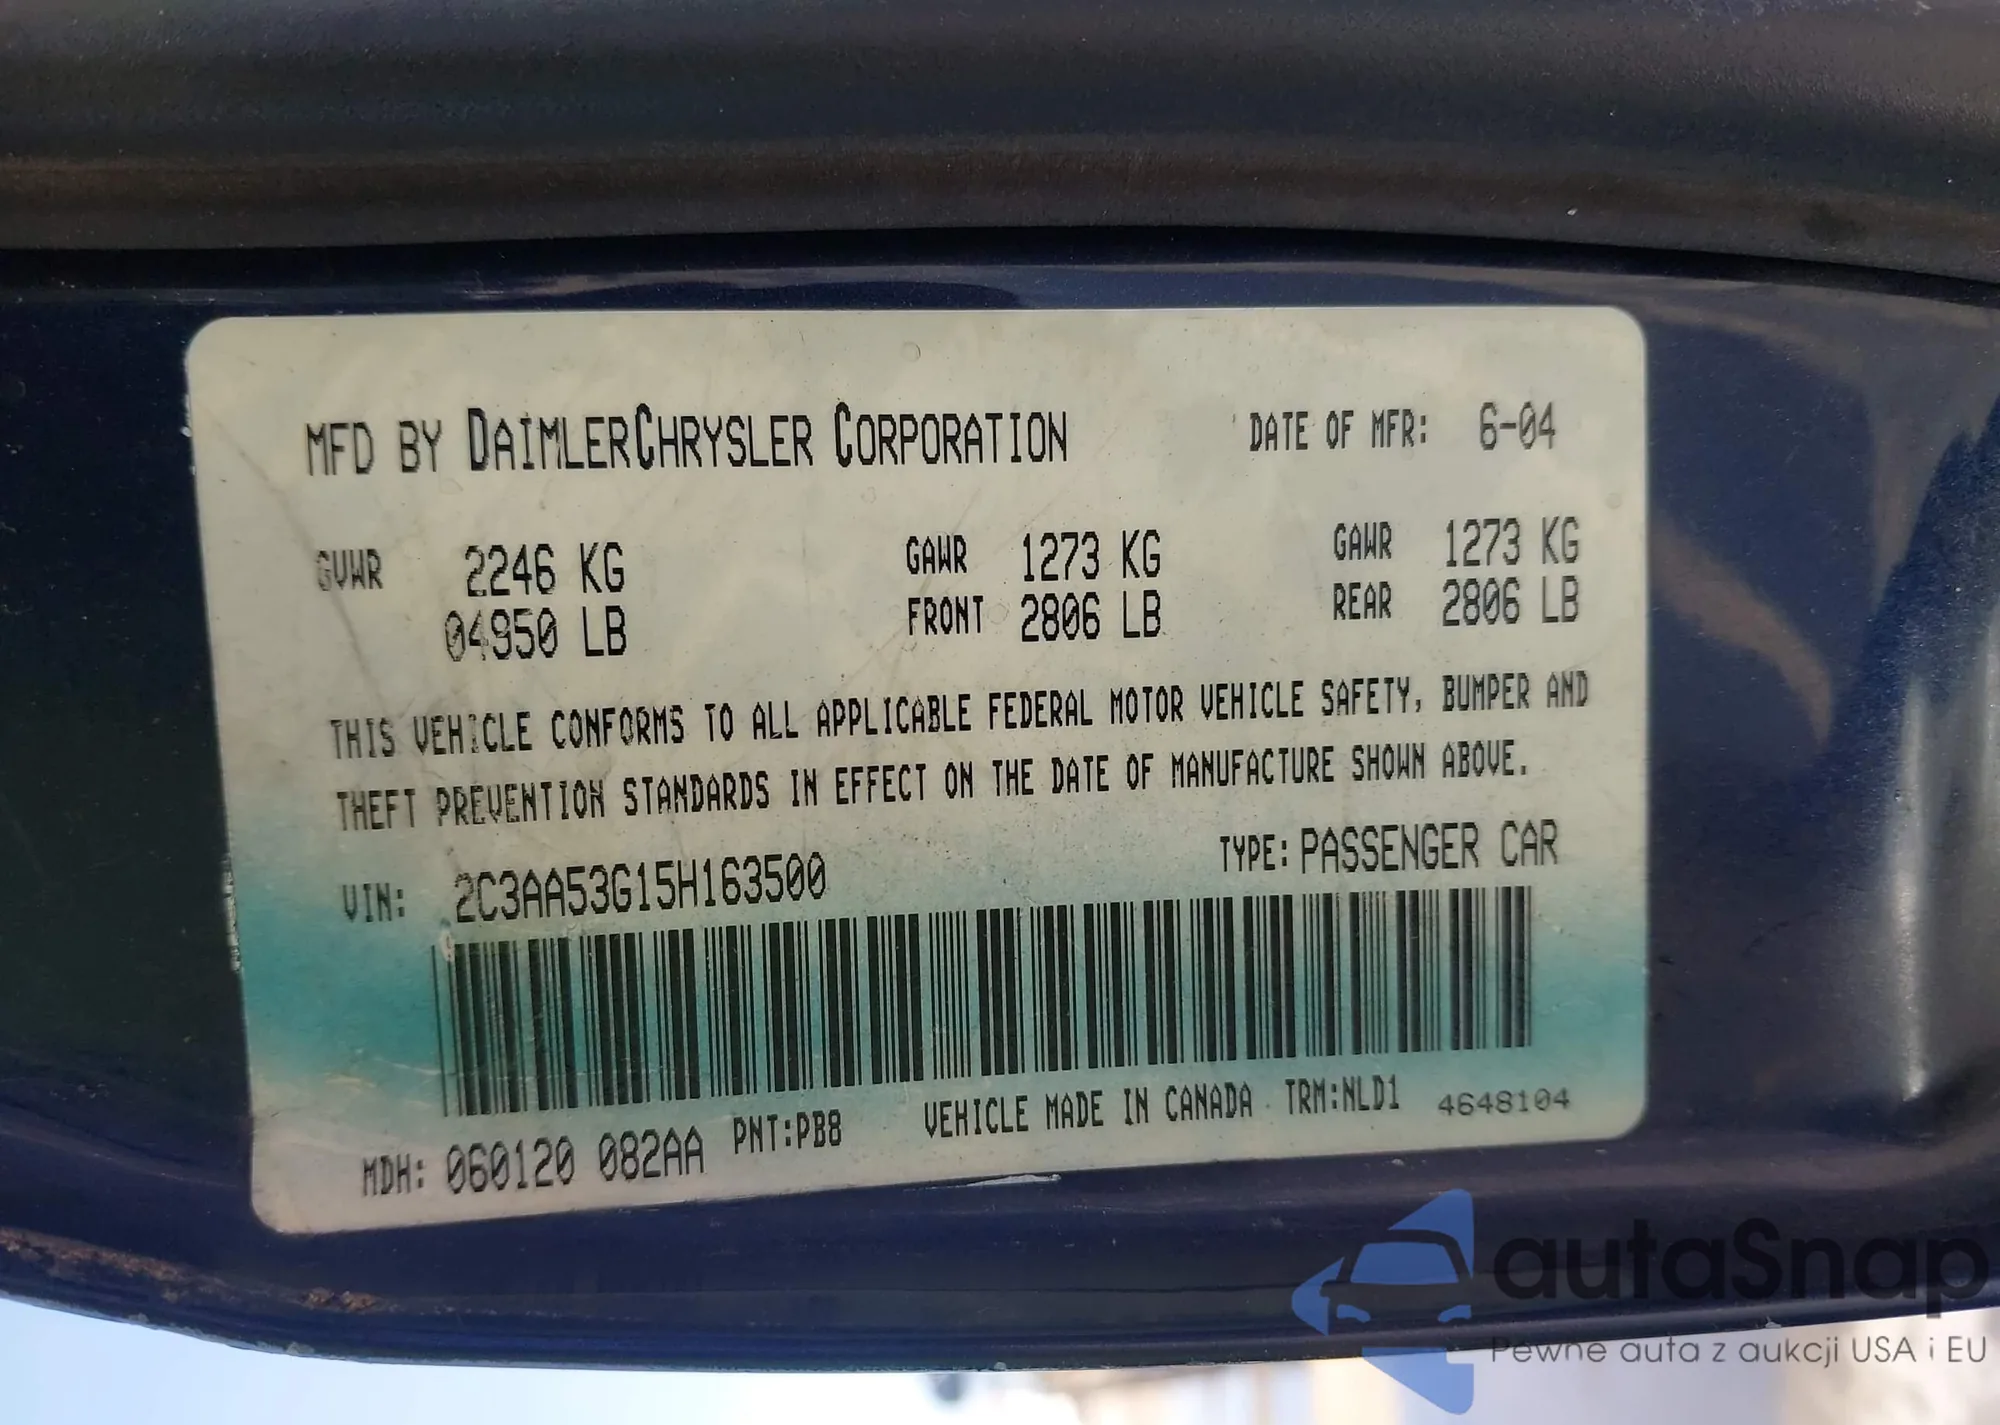 MFD BY DAIMLERCHRYSLER CORPORATION DATE OF MFR: 6-04
GVWR 2246 KG GAWR 1273 KG GAWR 1273 KG
04950 LB FRONT 2806 LB REAR 2806 LB
THIS VEHICLE CONFORMS TO ALL APPLICABLE FEDERAL MOTOR VEHICLE SAFETY, BUMPER AND
THEFT PREVENTION STANDARDS IN EFFECT ON THE DATE OF MANUFACTURE SHOWN ABOVE.
VIN: 2C3AA53G15H163500 TYPE: PASSENGER CAR
MDH: 060120 082AA PNT:PB8 VEHICLE MADE IN CANADA TRM:NLD1 4648104
autaSnap
Pewne auta z aukcji USA i EU